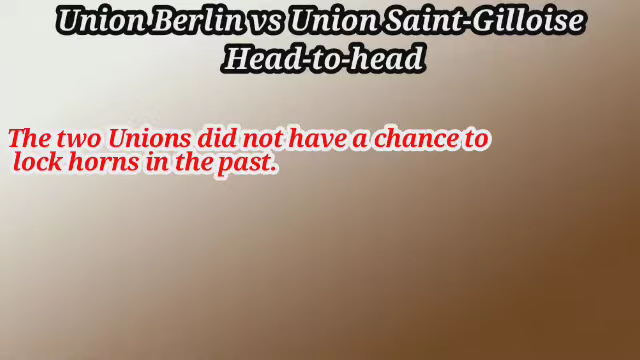 Union Berlin vs Union Saint-Gilloise
Head-to-head
The two Unions did not have a chance to
lock horns in the past.